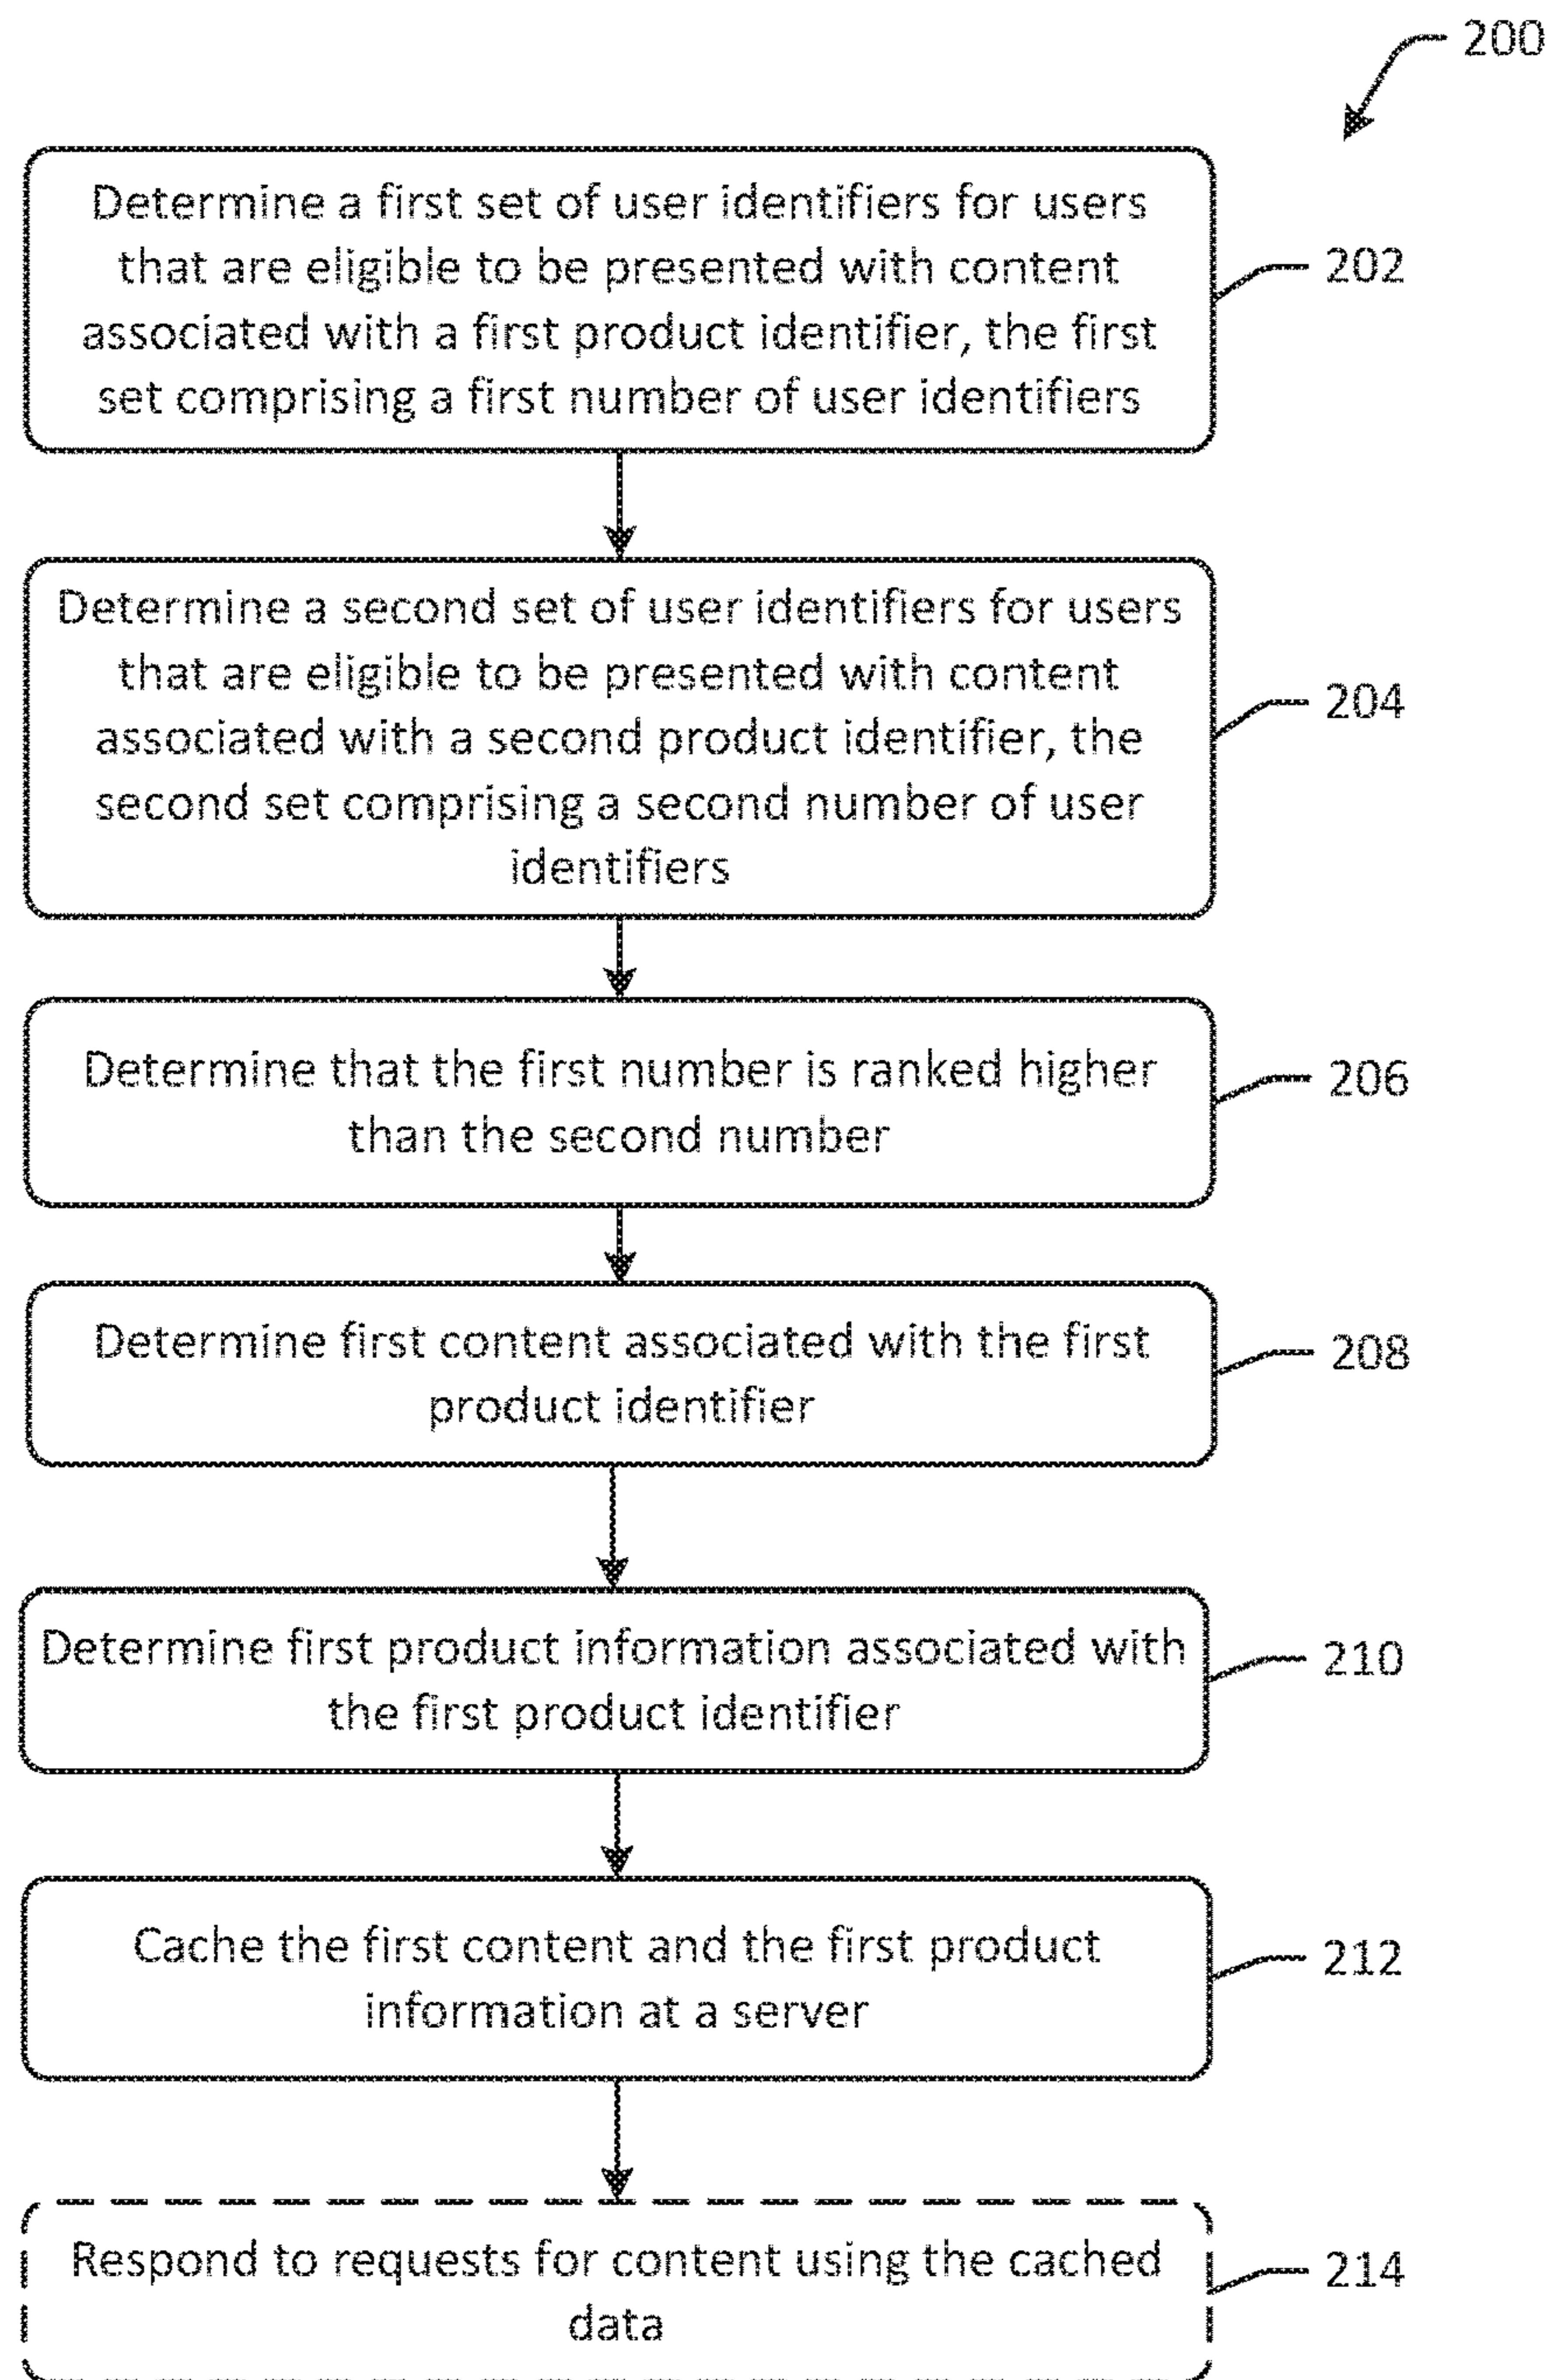 200
Determine a first set of user identifiers for users
that are eligible to be presented with content
associated with a first product identifier, the first
set comprising a first number of user identifiers
202
Determine a second set of user identifiers for users
that are eligible to be presented with content
associated with a second product identifier, the
second set comprising a second number of user
identifiers
204
Determine that the first number is ranked higher
than the second number
206
Determine first content associated with the first
product identifier
208
Determine first product information associated with
the first product identifier
210
Cache the first content and the first product
information at a server
212
Respond to requests for content using the cached
data
214